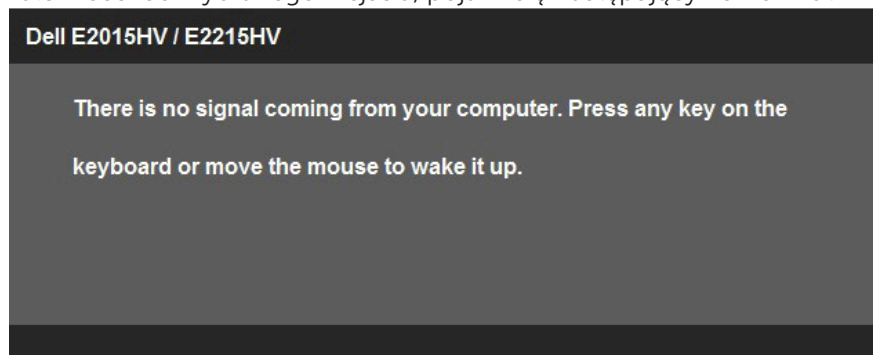 Dell E2015HV / E2215HV
There is no signal coming from your computer. Press any key on the
keyboard or move the mouse to wake it up.